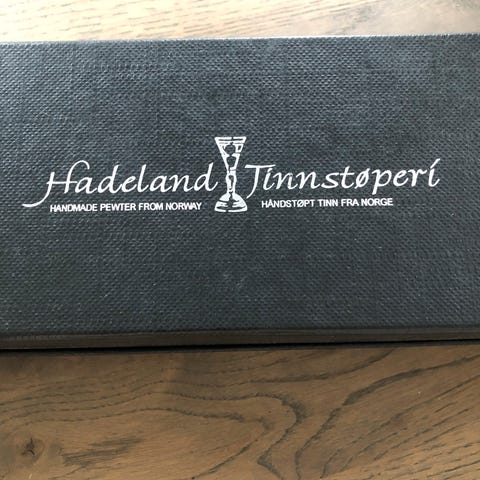 Hadeland Tinnstøperi
HANDMADE PEWTER FROM NORWAY HÅNDSTØPT TINN FRA NORGE